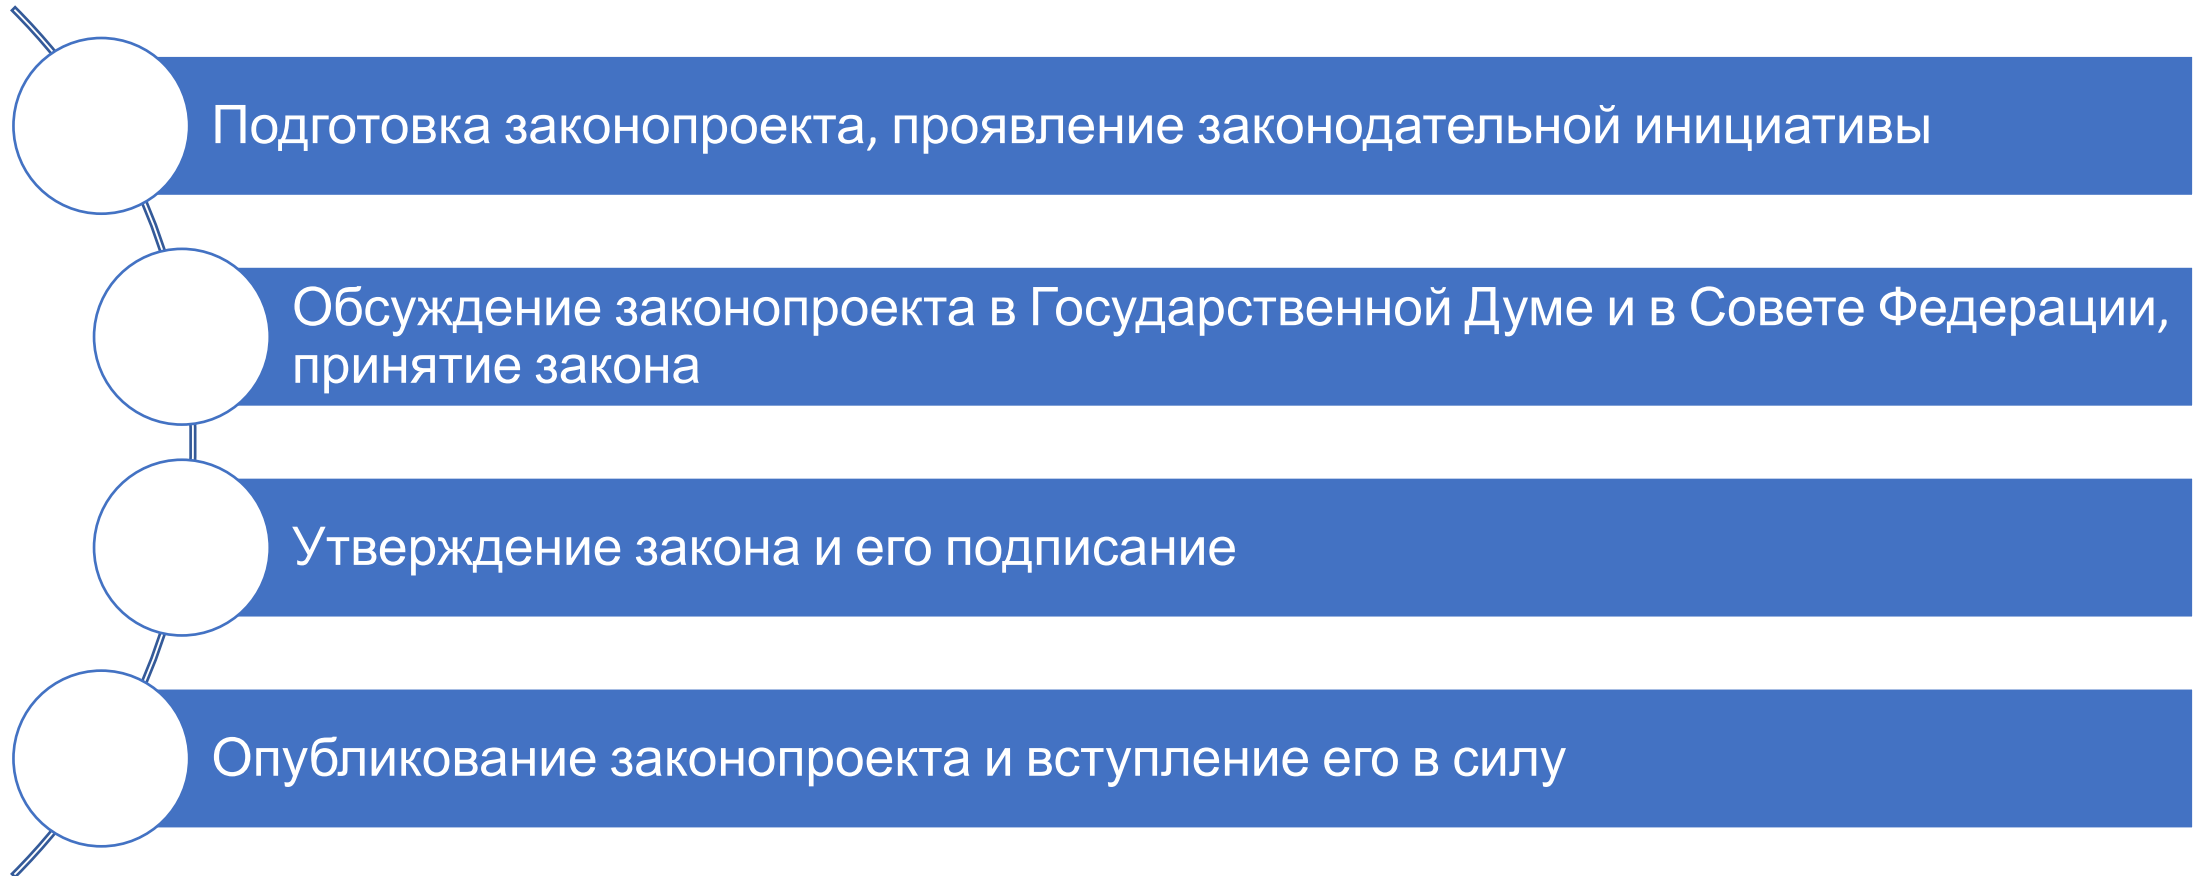 Подготовка законопроекта, проявление законодательной инициативы
Обсуждение законопроекта в Государственной Думе и в Совете Федерации,
принятие закона
Утверждение закона и его подписание
Опубликование законопроекта и вступление его в силу